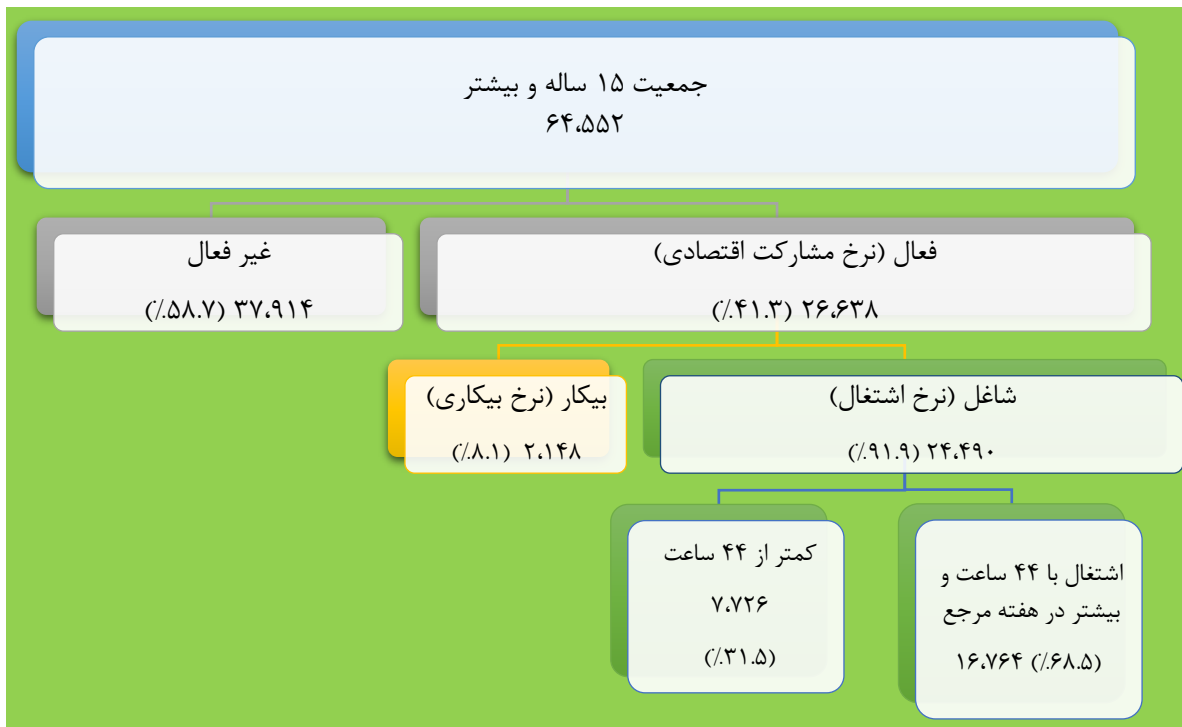 جمعیت ۱۵ ساله و بیشتر
۶۴،۵۵۲
فعال (نرخ مشارکت اقتصادی)
۲۶،۶۳۸ (٪۴۱.۳)
غیر فعال
۳۷،۹۱۴ (٪۵۸.۷)
شاغل (نرخ اشتغال)
۲۴،۴۹۰ (٪۹۱.۹)
بیکار (نرخ بیکاری)
۲،۱۴۸ (٪۸.۱)
اشتغال با ۴۴ ساعت و
بیشتر در هفته مرجع
۱۶،۷۶۴ (٪۶۸.۵)
کمتر از ۴۴ ساعت
۷،۷۲۶
(٪۳۱.۵)